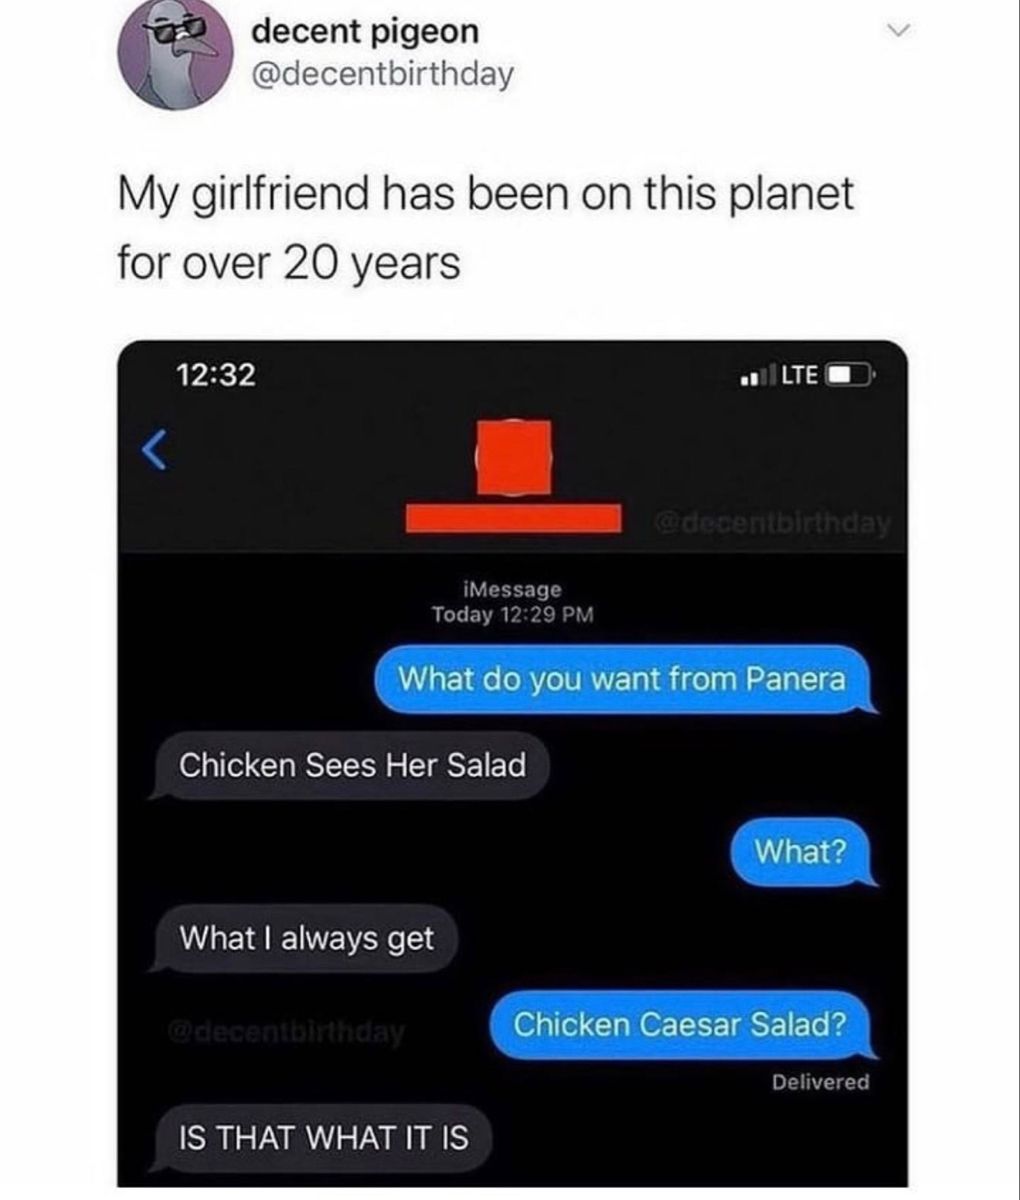 decent pigeon
@decentbirthday
My girlfriend has been on this planet
for over 20 years
12:32
LTE
@decentbirthday
iMessage
Today 12:29 PM
What do you want from Panera
Chicken Sees Her Salad
What?
What I always get
@decentbirthday
Chicken Caesar Salad?
Delivered
IS THAT WHAT IT IS